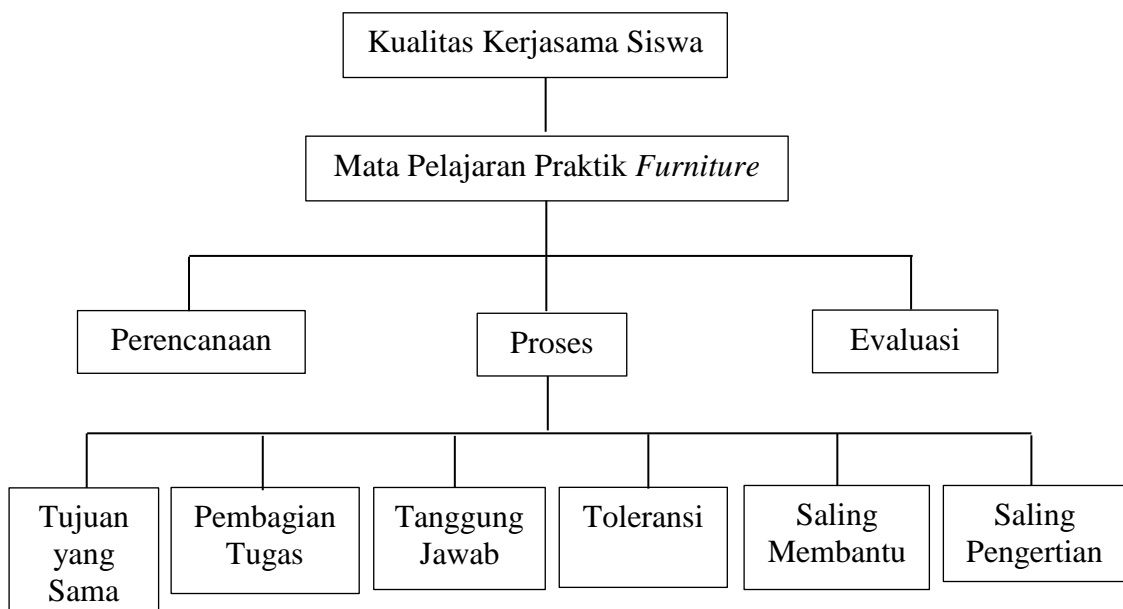 Kualitas Kerjasama Siswa
Mata Pelajaran Praktik Furniture
Perencanaan
Proses
Evaluasi
Tujuan
yang
Sama
Pembagian
Tugas
Tanggung
Jawab
Toleransi
Saling
Membantu
Saling
Pengertian